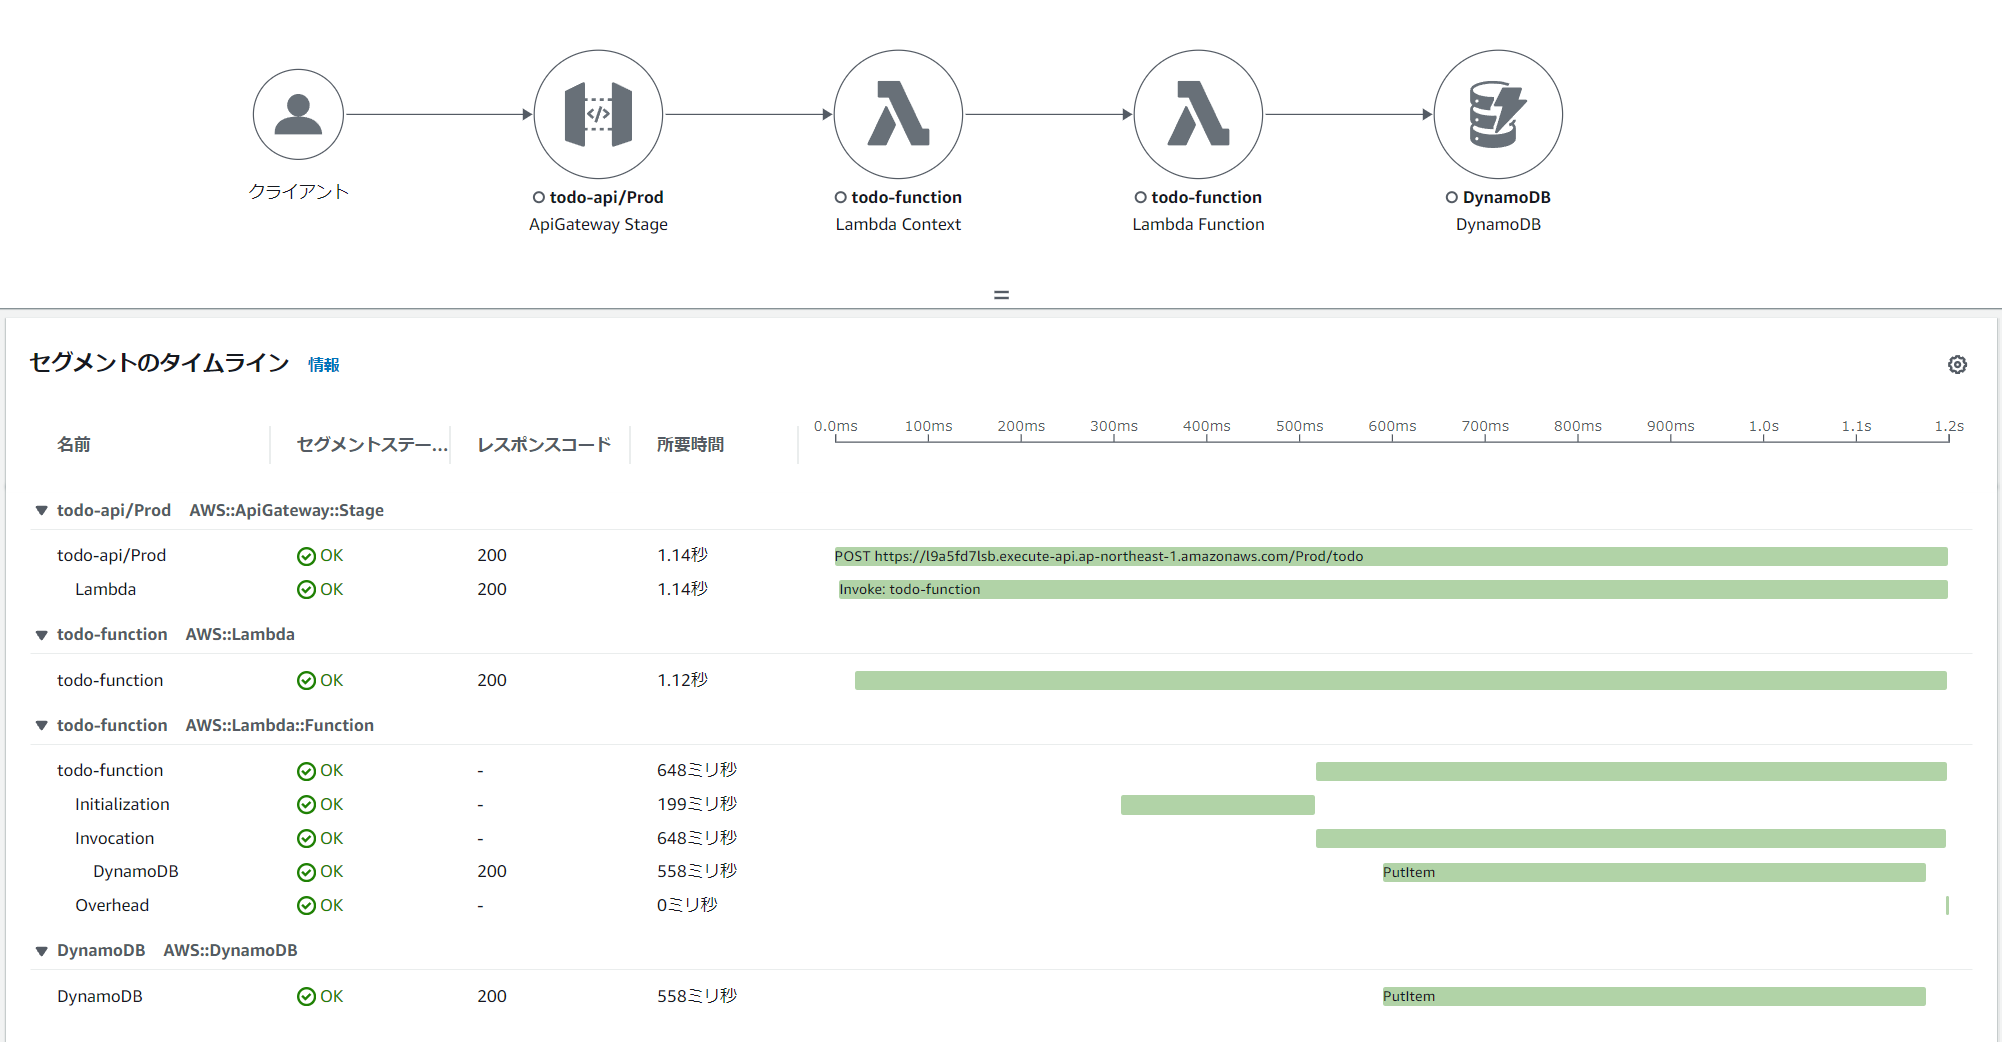 クライアント
todo-api/Prod
ApiGateway Stage
todo-function
Lambda Context
todo-function
Lambda Function
DynamoDB
DynamoDB
セグメントのタイムライン 情報
名前 セグメントステー... レスポンスコード 所要時間 0.0ms 100ms 200ms 300ms 400ms 500ms 600ms 700ms 800ms 900ms 1.0s 1.1s 1.2s
todo-api/Prod AWS::ApiGateway::Stage
todo-api/Prod OK 200 1.14秒 POST https://l9a5fd7lsb.execute-api.ap-northeast-1.amazonaws.com/Prod/todo
Lambda OK 200 1.14秒 Invoke: todo-function
todo-function AWS::Lambda
todo-function OK 200 1.12秒
todo-function AWS::Lambda::Function
todo-function OK - 648ミリ秒
Initialization OK - 199ミリ秒
Invocation OK - 648ミリ秒
DynamoDB OK 200 558ミリ秒 PutItem
Overhead OK - 0ミリ秒
DynamoDB AWS::DynamoDB
DynamoDB OK 200 558ミリ秒 PutItem